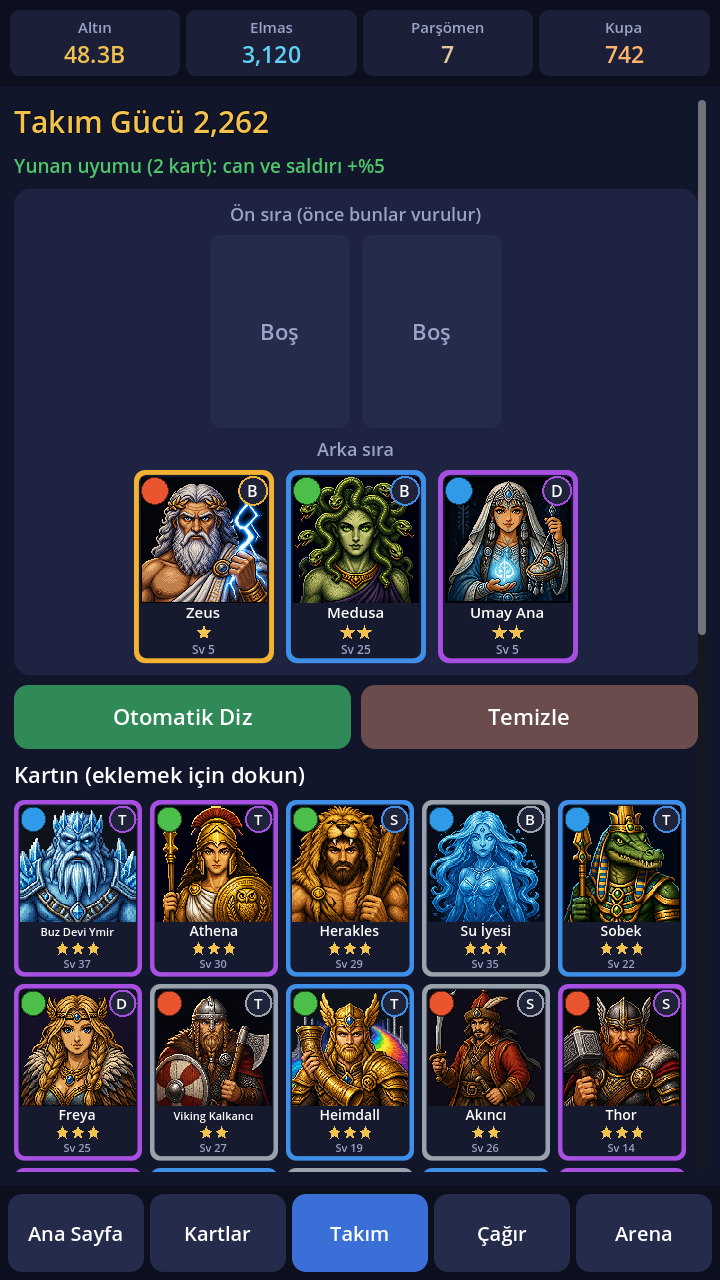 Altın Elmas Parşömen Kupa
48.3B 3,120 7 742
Takım Gücü 2,262
Yunan uyumu (2 kart): can ve saldırı +%5
Ön sıra (önce bunlar vurulur)
Boş Boş
Arka sıra
B B D
Zeus Medusa Umay Ana
Sv 5 Sv 25 Sv 5
Otomatik Diz Temizle
Kartın (eklemek için dokun)
T T S B T
Buz Devi Ymir Athena Herakles Su İyesi Sobek
Sv 37 Sv 30 Sv 29 Sv 35 Sv 22
D T T S S
Freya Viking Kalkancı Heimdall Akıncı Thor
Sv 25 Sv 27 Sv 19 Sv 26 Sv 14
Ana Sayfa Kartlar Takım Çağır Arena